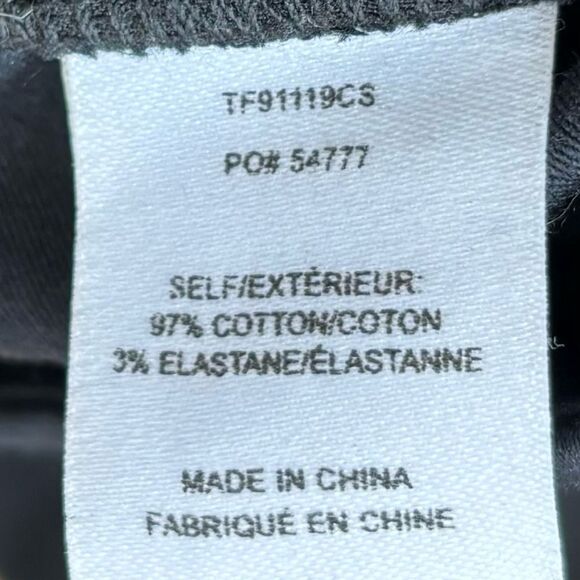 TF91119CS
PO# 54777
SELF/EXTÉRIEUR:
97% COTTON/COTON
3% ELASTANE/ÉLASTANNE
MADE IN CHINA
FABRIQUÉ EN CHINE